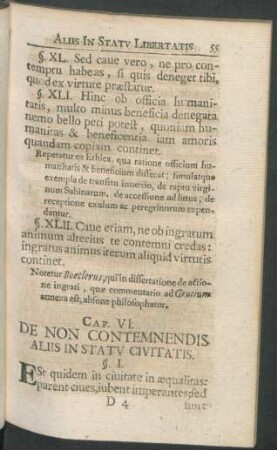 ALIIS IN STATV LIBERTATIS 55
§. XL. Sed caue vero, ne pro con-
temptu habeas, si quis deneget tibi,
quod ex virtute præstatur.
§. XLI. Hinc ob officia humani-
tatis, multo minus beneficia denegata
nemo bello peti potest, quoniam hu-
manitas & beneficentia iam amoris
quandam copiam continet.
Repetatur ex Ethica, qua ratione officium hu-
manitatis & beneficium differat; simulatque
exempla de transitu innoxio, de raptu virgi-
num Sabinarum, de accessione ad litus, de
receptione exulum ac peregrinorum expen-
dantur.
§. XLII. Caue etiam, ne ob ingratum
animum alterius te contemni credas:
ingratus animus iterum aliquid virtutis
continet.
Notetur Boeclerus, qui in dissertatione de actio-
ne ingrati, quæ commentario ad Grotium
annexa est, absone philosophatur.
CAP. VI.
DE NON CONTEMNENDIS
ALIIS IN STATV CIVITATIS.
§. I.
ESt quidem in ciuitate in æqualitas:
parent ciues, iubent imperantes; sed
D 4